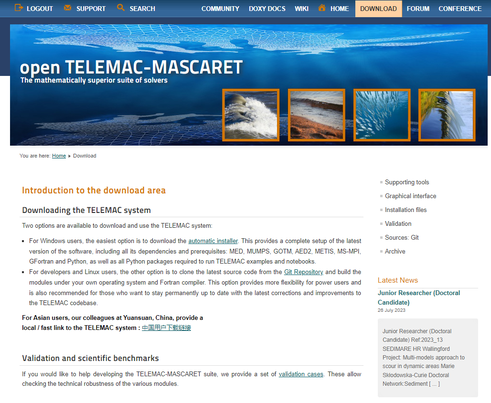 LOGOUT SUPPORT SEARCH COMMUNITY DOXY DOCS WIKI HOME DOWNLOAD FORUM CONFERENCE
open TELEMAC-MASCARET
The mathematically superior suite of solvers
You are here: Home Download
Introduction to the download area
Downloading the TELEMAC system
Two options are available to download and use the TELEMAC system:
For Windows users, the easiest option is to download the automatic installer. This provides a complete setup of the latest
version of the software, including all its dependencies and prerequisites: MED, MUMPS, GOTM, AED2, METIS, MS-MPI,
GFortran and Python, as well as all Python packages required to run TELEMAC examples and notebooks.
For developers and Linux users, the other option is to clone the latest source code from the Git Repository and build the
modules under your own operating system and Fortran compiler. This option provides more flexibility for power users and
is also recommended for those who want to stay permanently up to date with the latest corrections and improvements to
the TELEMAC codebase.
For Asian users, our colleagues at Yuansuan, China, provide a
local / fast link to the TELEMAC system : 中国用户下载链接
Validation and scientific benchmarks
If you would like to help developing the TELEMAC-MASCARET suite, we provide a set of validation cases. These allow
checking the technical robustness of the various modules.
Supporting tools
Graphical interface
Installation files
Validation
Sources: Git
Archive
Latest News
Junior Researcher (Doctoral
Candidate)
28 July 2023
Junior Researcher (Doctoral
Candidate) Ref:2023_13
SEDIMARE HR Wallingford
Project: Multi-models approach to
scour in dynamic areas Marie
Skłodowska-Curie Doctoral
Network:Sediment [ ... ]